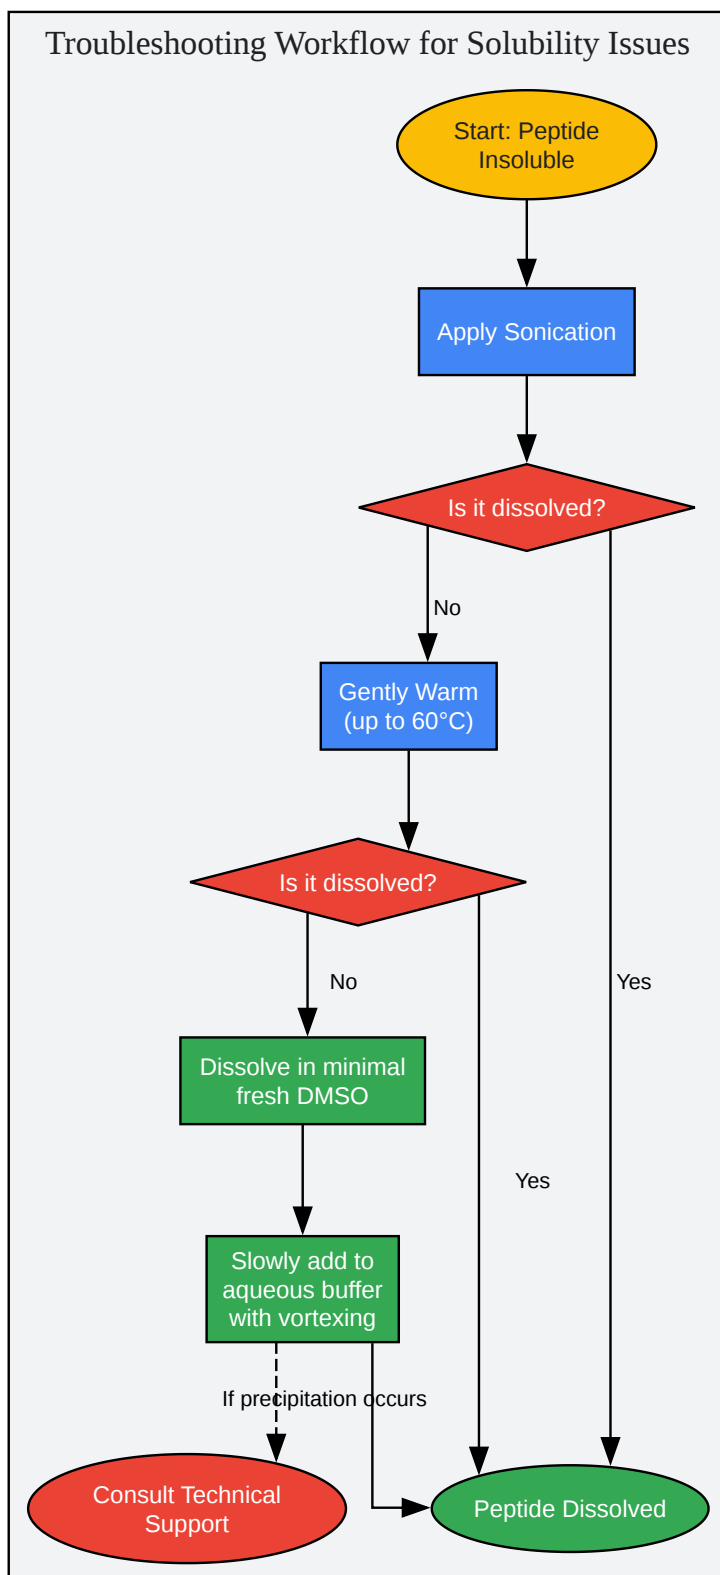 Troubleshooting Workflow for Solubility Issues
Start: Peptide
Insoluble
Apply Sonication
Is it dissolved?
No
Gently Warm
(up to 60°C)
Is it dissolved?
No
Yes
Dissolve in minimal
fresh DMSO
Yes
Slowly add to
aqueous buffer
with vortexing
If precipitation occurs
Consult Technical
Support
Peptide Dissolved